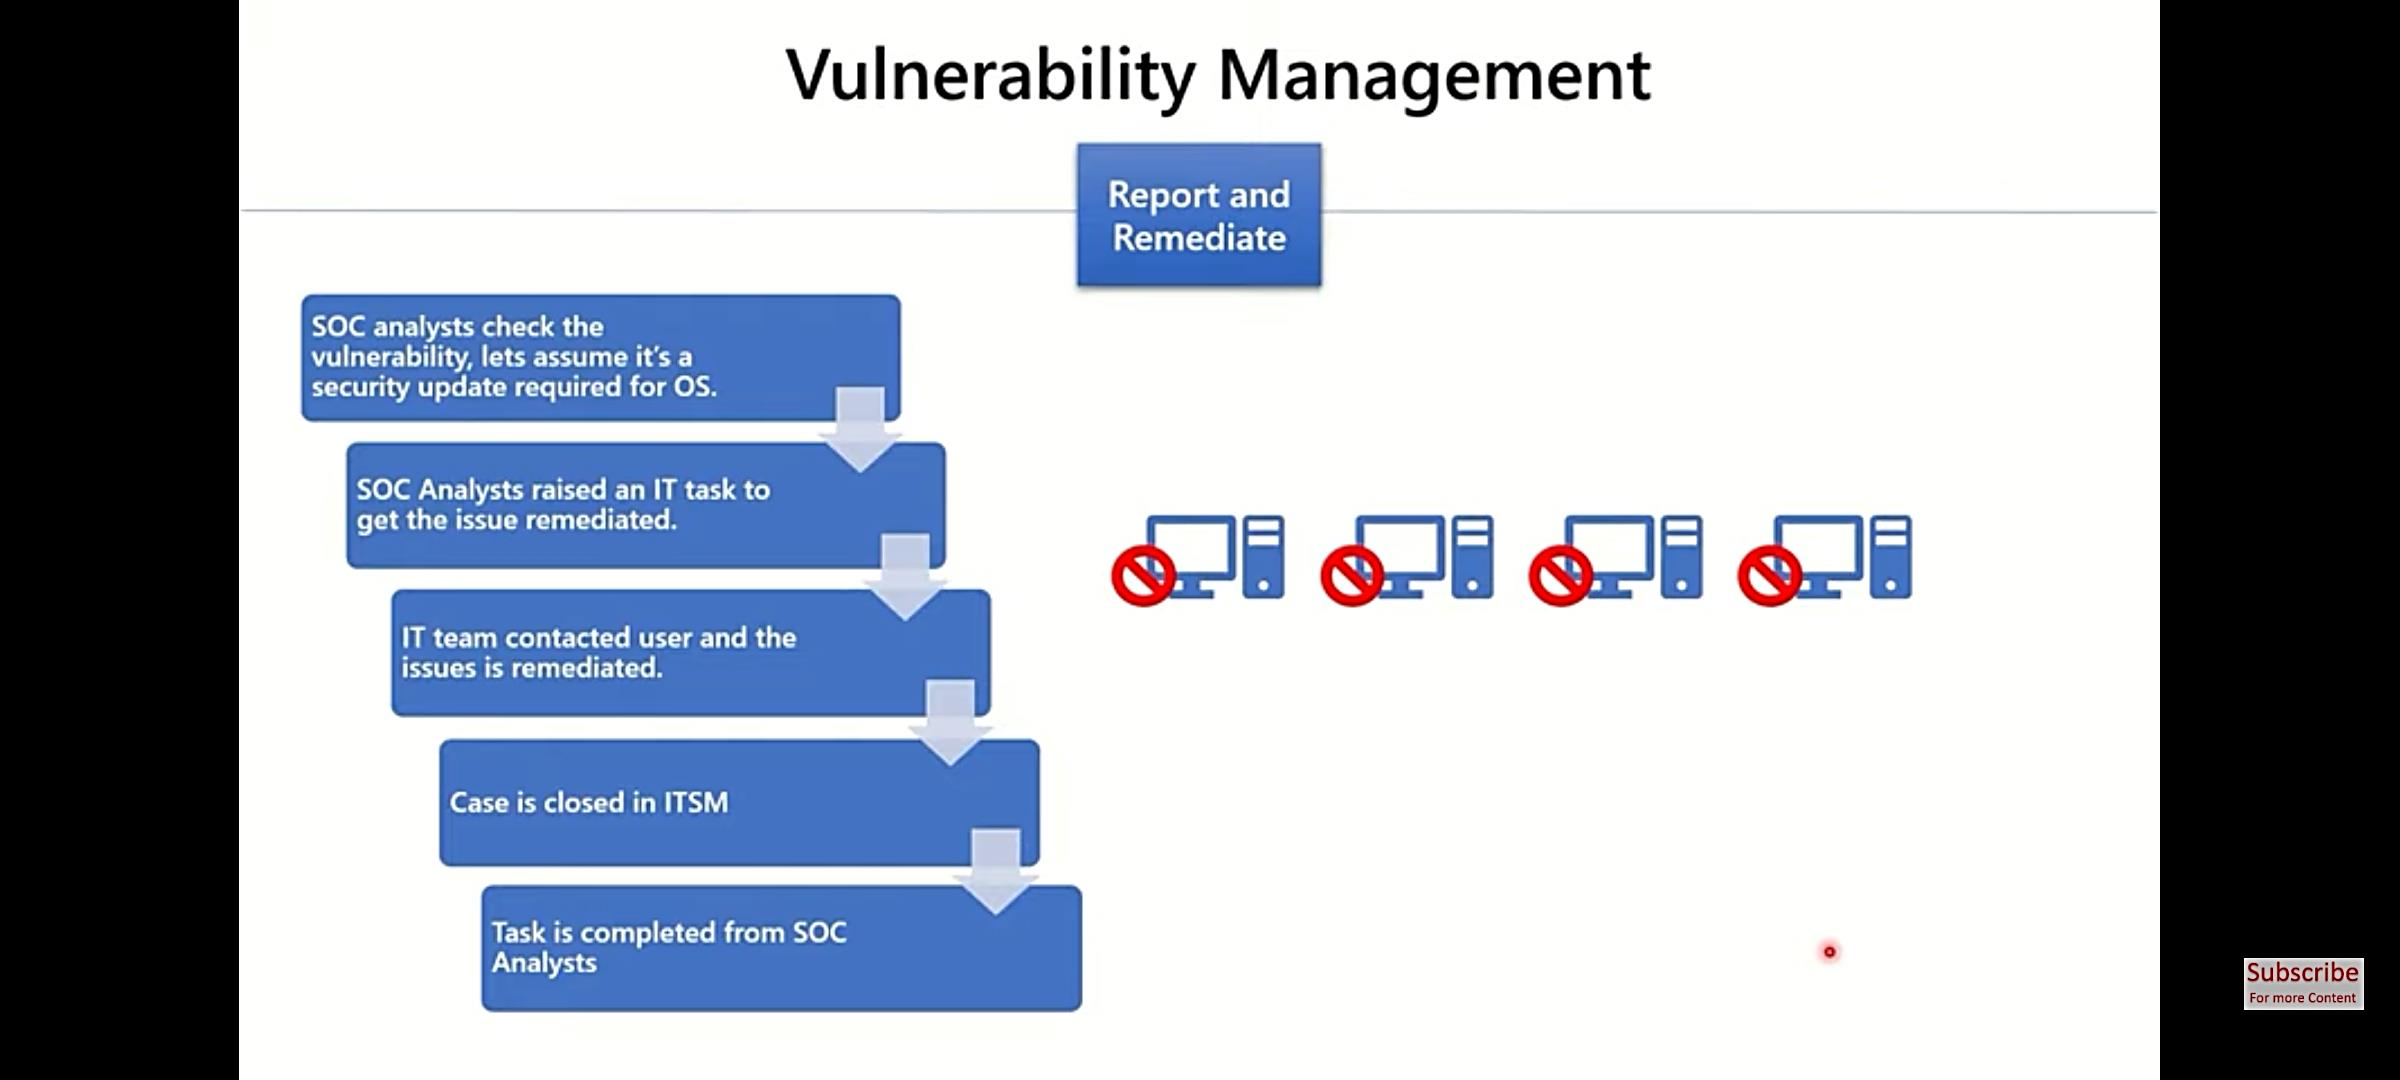 Vulnerability Management
Report and
Remediate
SOC analysts check the
vulnerability, lets assume it's a
security update required for OS.
SOC Analysts raised an IT task to
get the issue remediated.
IT team contacted user and the
issues is remediated.
Case is closed in ITSM
Task is completed from SOC
Analysts
Subscribe
For more Content